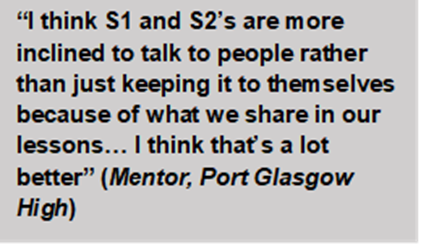 “I think S1 and S2’s are more
inclined to talk to people rather
than just keeping it to themselves
because of what we share in our
lessons… I think that’s a lot
better” (Mentor, Port Glasgow
High)